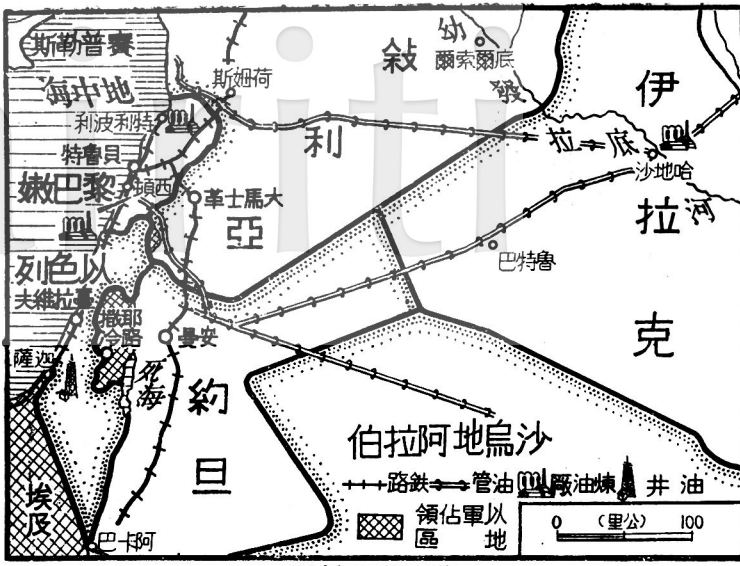 賽普勒斯
地中海
荷姆斯
特利波利
貝魯特
黎巴嫩
西頓
大馬士革
敘
利
亞
底爾索爾
幼
發
拉
底
河
伊
拉
克
哈地沙
魯特巴
以色列
臺拉維夫
耶路
撒冷
安曼
迦薩
死海
約
旦
埃及
阿卡巴
沙烏地阿拉伯
油井
煉油廠
油管
鉄路
以軍佔領
地區
0 (公里) 100